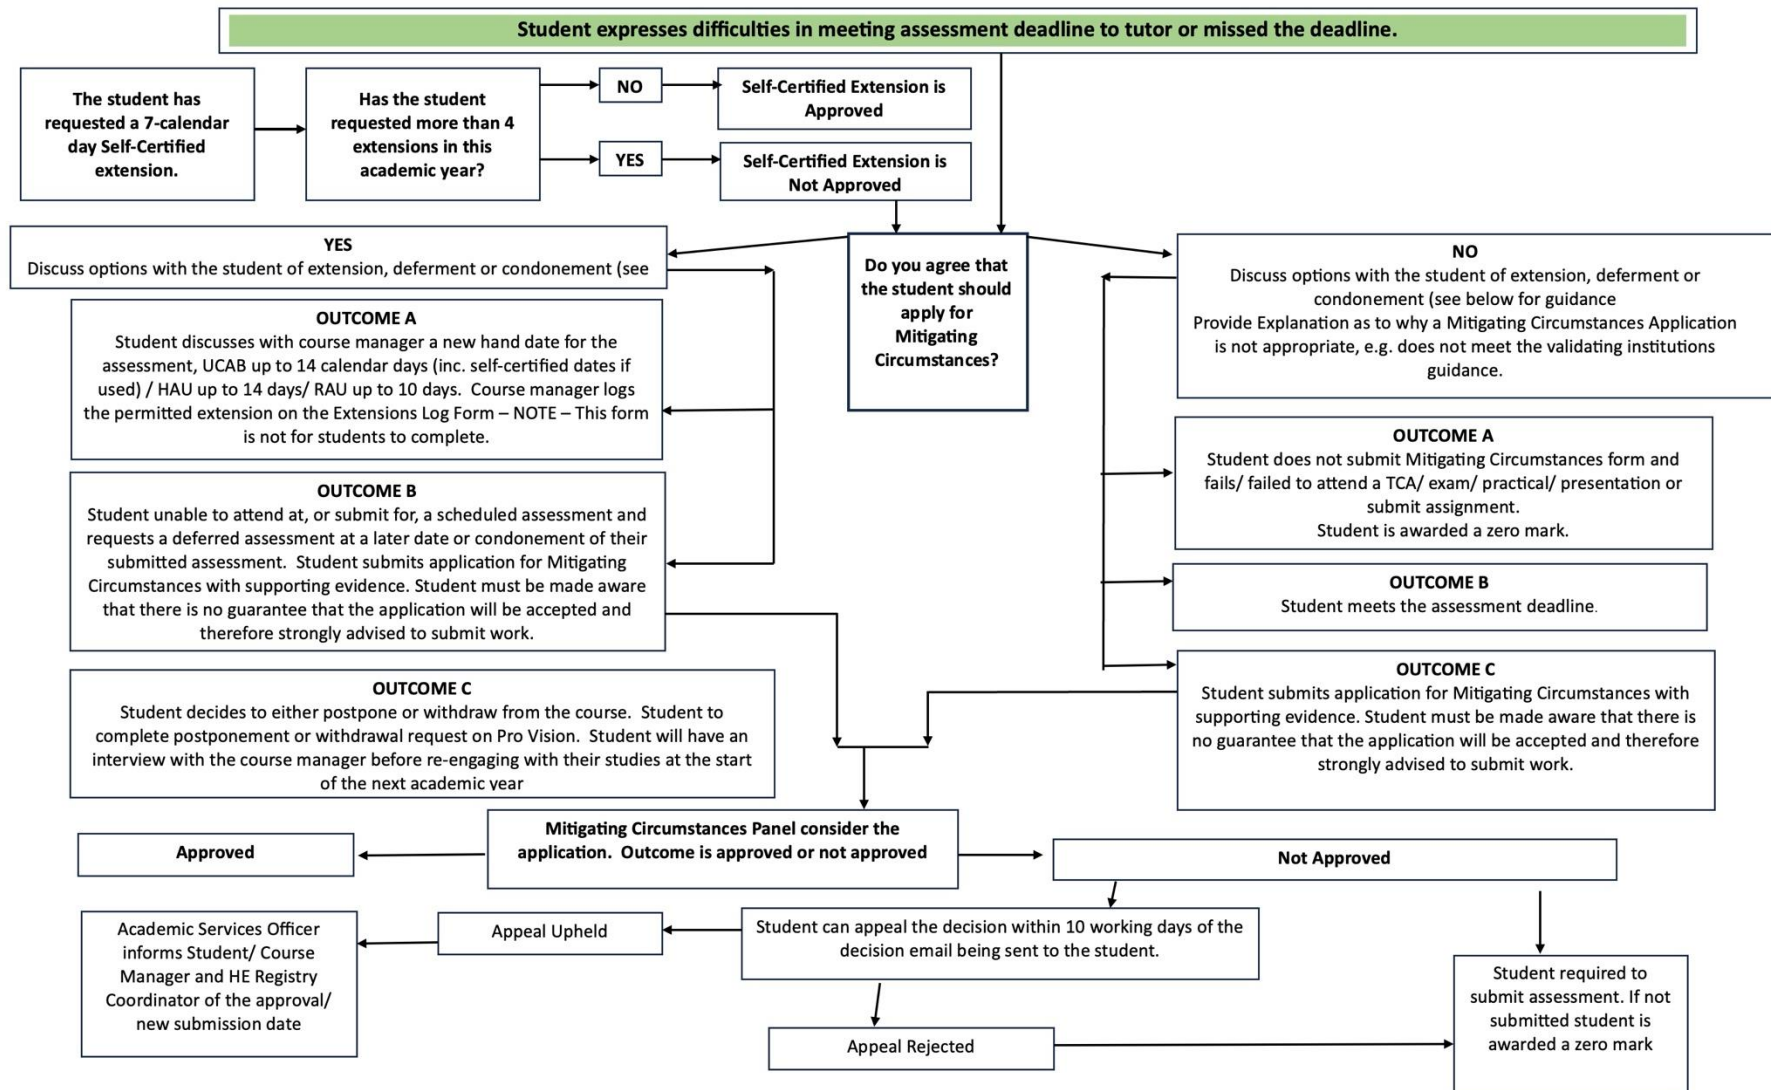 Student expresses difficulties in meeting assessment deadline to tutor or missed the deadline.
The student has
requested a 7-calendar
day Self-Certified
extension.
Has the student
requested more than 4
extensions in this
academic year?
NO
Self-Certified Extension is
Approved
YES
Self-Certified Extension is
Not Approved
YES
Discuss options with the student of extension, deferment or condonement (see
Do you agree that
the student should
apply for
Mitigating
Circumstances?
NO
Discuss options with the student of extension, deferment or
condonement (see below for guidance
Provide Explanation as to why a Mitigating Circumstances Application
is not appropriate, e.g. does not meet the validating institutions
guidance.
OUTCOME A
Student discusses with course manager a new hand date for the
assessment, UCAB up to 14 calendar days (inc. self-certified dates if
used) / HAU up to 14 days/ RAU up to 10 days. Course manager logs
the permitted extension on the Extensions Log Form – NOTE – This form
is not for students to complete.
OUTCOME A
Student does not submit Mitigating Circumstances form and
fails/ failed to attend a TCA/ exam/ practical/ presentation or
submit assignment.
Student is awarded a zero mark.
OUTCOME B
Student unable to attend at, or submit for, a scheduled assessment and
requests a deferred assessment at a later date or condonement of their
submitted assessment. Student submits application for Mitigating
Circumstances with supporting evidence. Student must be made aware
that there is no guarantee that the application will be accepted and
therefore strongly advised to submit work.
OUTCOME B
Student meets the assessment deadline.
OUTCOME C
Student decides to either postpone or withdraw from the course. Student to
complete postponement or withdrawal request on Pro Vision. Student will have an
interview with the course manager before re-engaging with their studies at the start
of the next academic year
OUTCOME C
Student submits application for Mitigating Circumstances with
supporting evidence. Student must be made aware that there is
no guarantee that the application will be accepted and therefore
strongly advised to submit work.
Mitigating Circumstances Panel consider the
application. Outcome is approved or not approved
Approved
Not Approved
Academic Services Officer
informs Student/ Course
Manager and HE Registry
Coordinator of the approval/
new submission date
Appeal Upheld
Student can appeal the decision within 10 working days of the
decision email being sent to the student.
Appeal Rejected
Student required to
submit assessment. If not
submitted student is
awarded a zero mark